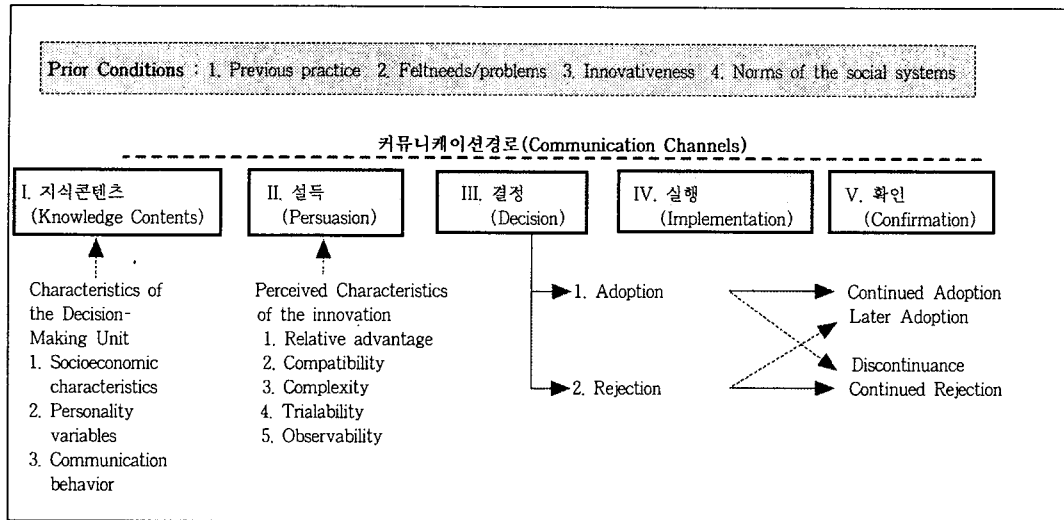 Prior Conditions : 1. Previous practice 2. Feltneeds/problems 3. Innovativeness 4. Norms of the social systems
커뮤니케이션경로(Communication Channels)
I. 지식콘텐츠
(Knowledge Contents)
II. 설득
(Persuasion)
III. 결정
(Decision)
IV. 실행
(Implementation)
V. 확인
(Confirmation)
Characteristics of
the Decision-
Making Unit
1. Socioeconomic
characteristics
2. Personality
variables
3. Communication
behavior
Perceived Characteristics
of the innovation
1. Relative advantage
2. Compatibility
3. Complexity
4. Trialability
5. Observability
1. Adoption
2. Rejection
Continued Adoption
Later Adoption
Discontinuance
Continued Rejection